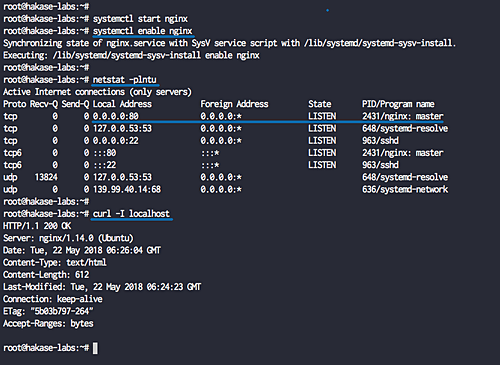 root@hakase-labs:~#
root@hakase-labs:~# systemctl start nginx
root@hakase-labs:~# systemctl enable nginx
Synchronizing state of nginx.service with SysV service script with /lib/systemd/systemd-sysv-install.
Executing: /lib/systemd/systemd-sysv-install enable nginx
root@hakase-labs:~#
root@hakase-labs:~# netstat -plntu
Active Internet connections (only servers)
Proto Recv-Q Send-Q Local Address Foreign Address State PID/Program name
tcp 0 0 0.0.0.0:80 0.0.0.0:* LISTEN 2431/nginx: master
tcp 0 0 127.0.0.53:53 0.0.0.0:* LISTEN 648/systemd-resolve
tcp 0 0 0.0.0.0:22 0.0.0.0:* LISTEN 963/sshd
tcp6 0 0 :::80 :::* LISTEN 2431/nginx: master
tcp6 0 0 :::22 :::* LISTEN 963/sshd
udp 13824 0 127.0.0.53:53 0.0.0.0:* 648/systemd-resolve
udp 0 0 139.99.40.14:68 0.0.0.0:* 636/systemd-network
root@hakase-labs:~#
root@hakase-labs:~# curl -I localhost
HTTP/1.1 200 OK
Server: nginx/1.14.0 (Ubuntu)
Date: Tue, 22 May 2018 06:26:04 GMT
Content-Type: text/html
Content-Length: 612
Last-Modified: Tue, 22 May 2018 06:24:23 GMT
Connection: keep-alive
ETag: "5b03b797-264"
Accept-Ranges: bytes
root@hakase-labs:~#